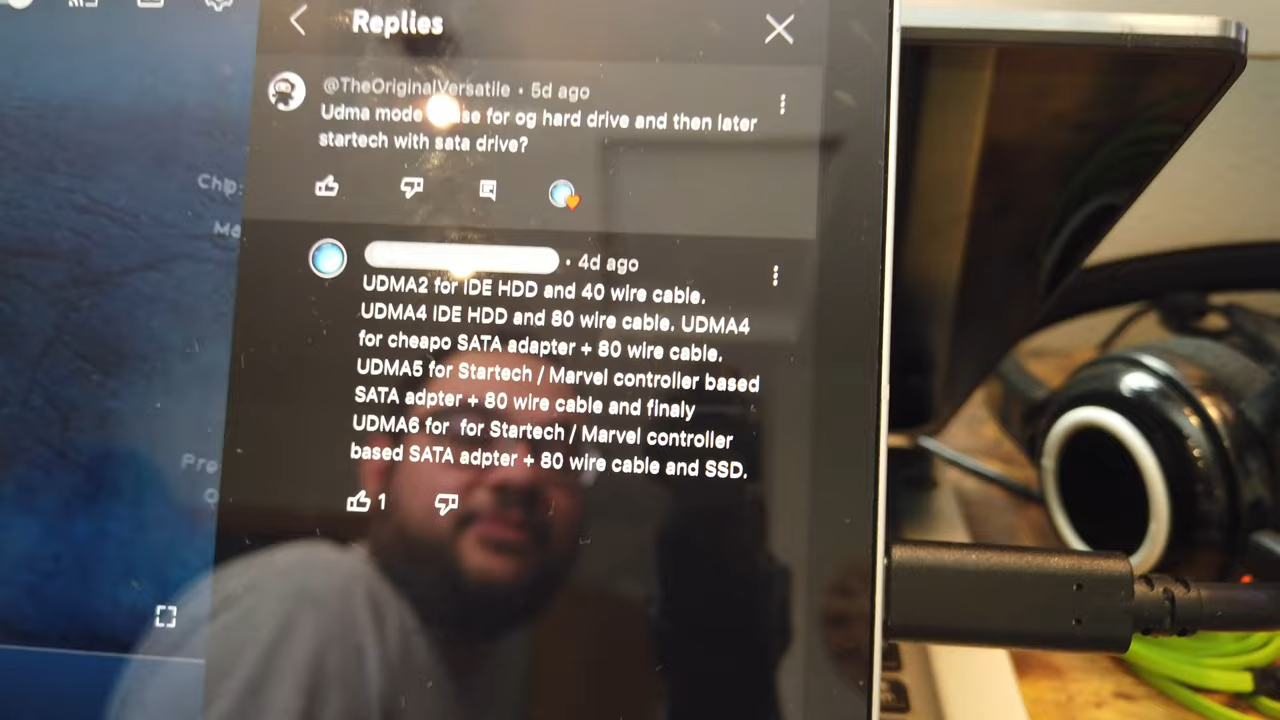 Replies
@TheOriginalVersatile • 5d ago
Udma mode for og hard drive and then later
startech with sata drive?
Chip:
Ma
• 4d ago
UDMA2 for IDE HDD and 40 wire cable.
UDMA4 IDE HDD and 80 wire cable. UDMA4
for cheapo SATA adapter + 80 wire cable.
UDMA5 for Startech / Marvel controller based
SATA adpter + 80 wire cable and finaly
UDMA6 for for Startech / Marvel controller
based SATA adpter + 80 wire cable and SSD.
Pre
O
1